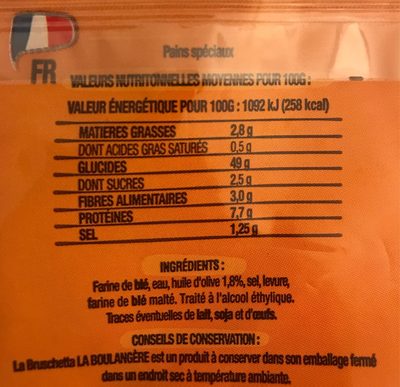 Pains spéciaux
FR
VALEURS NUTRITONNELLES MOYENNES POUR 100G :
VALEUR ÉNERGÉTIQUE POUR 100G : 1092 kJ (258 kcal)
MATIERES GRASSES 2,8 g
DONT ACIDES GRAS SATURÉS 0,5 g
GLUCIDES 49 g
DONT SUCRES 2,5 g
FIBRES ALIMENTAIRES 3,0 g
PROTÉINES 7,7 g
SEL 1,25 g
INGRÉDIENTS :
Farine de blé, eau, huile d'olive 1,8%, sel, levure,
farine de blé malté. Traité à l'alcool éthylique.
Traces éventuelles de lait, soja et d'œufs.
CONSEILS DE CONSERVATION :
La Bruschetta LA BOULANGÈRE est un produit à conserver dans son emballage fermé
dans un endroit sec à température ambiante.